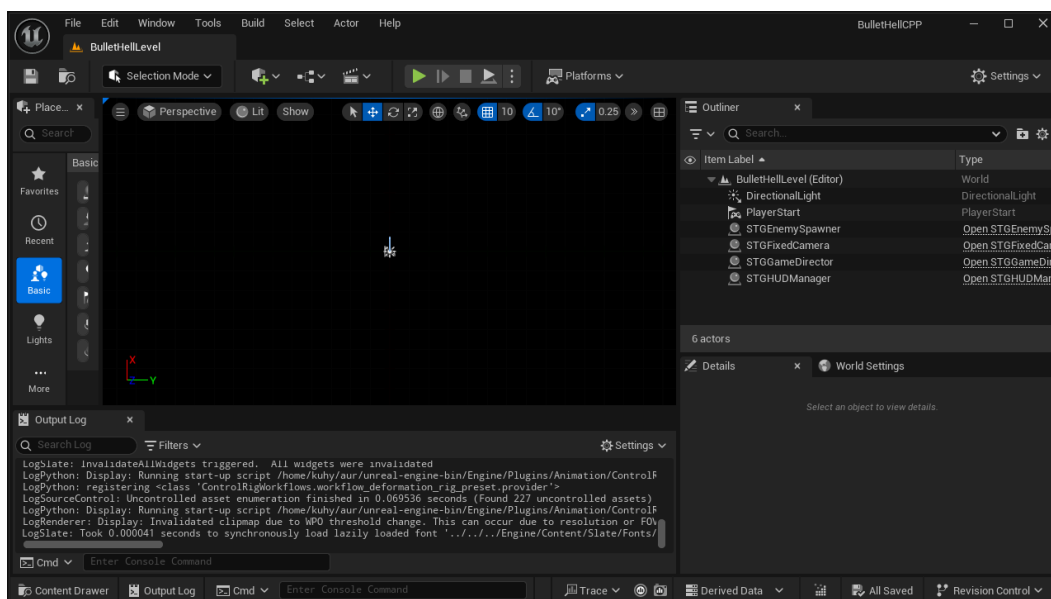 File Edit Window Tools Build Select Actor Help
BulletHellCPP
BulletHellLevel
Selection Mode
Platforms
Settings
Place...
Search
Basic
Favorites
Recent
Basic
Lights
More
Perspective Lit Show 10 10° 0.25
X
Z Y
Outliner
Search...
Item Label Type
BulletHellLevel (Editor) World
DirectionalLight DirectionalLight
PlayerStart PlayerStart
STGEnemySpawner Open STGEnemySp
STGFixedCamera Open STGFixedCar
STGGameDirector Open STGGameDir
STGHUDManager Open STGHUDMar
6 actors
Details World Settings
Select an object to view details.
Output Log
Search Log Filters Settings
LogSlate: InvalidateAllWidgets triggered. All widgets were invalidated
LogPython: Display: Running start-up script /home/kuhy/aur/unreal-engine-bin/Engine/Plugins/Animation/ControlR
LogPython: registering <class 'ControlRigWorkflows.workflow_deformation_rig_preset.provider'>
LogSourceControl: Uncontrolled asset enumeration finished in 0.069536 seconds (Found 227 uncontrolled assets)
LogPython: Display: Running start-up script /home/kuhy/aur/unreal-engine-bin/Engine/Plugins/Animation/ControlR
LogRenderer: Display: Invalidated clipmap due to WPO threshold change. This can occur due to resolution or FOV
LogSlate: Took 0.000041 seconds to synchronously load lazily loaded font '../../../Engine/Content/Slate/Fonts/
Cmd Enter Console Command
Content Drawer Output Log Cmd Enter Console Command Trace Derived Data All Saved Revision Control